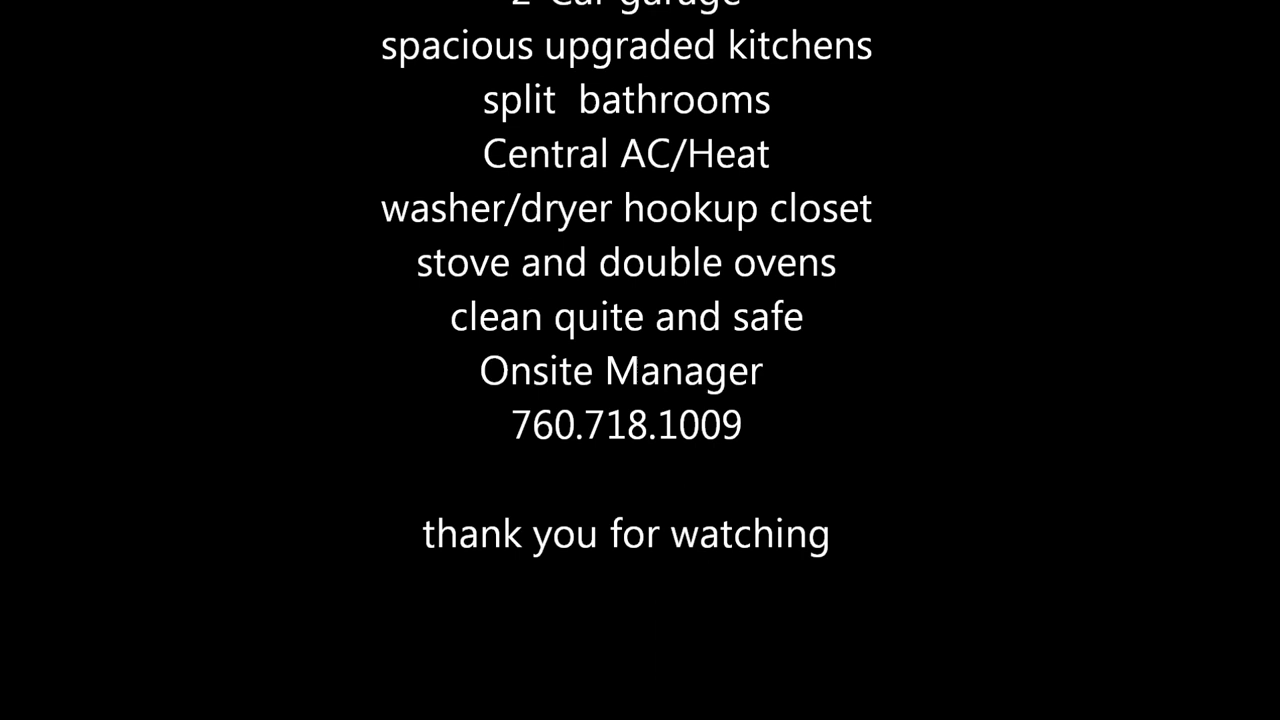 2 Car garage
spacious upgraded kitchens
split bathrooms
Central AC/Heat
washer/dryer hookup closet
stove and double ovens
clean quite and safe
Onsite Manager
760.718.1009
thank you for watching